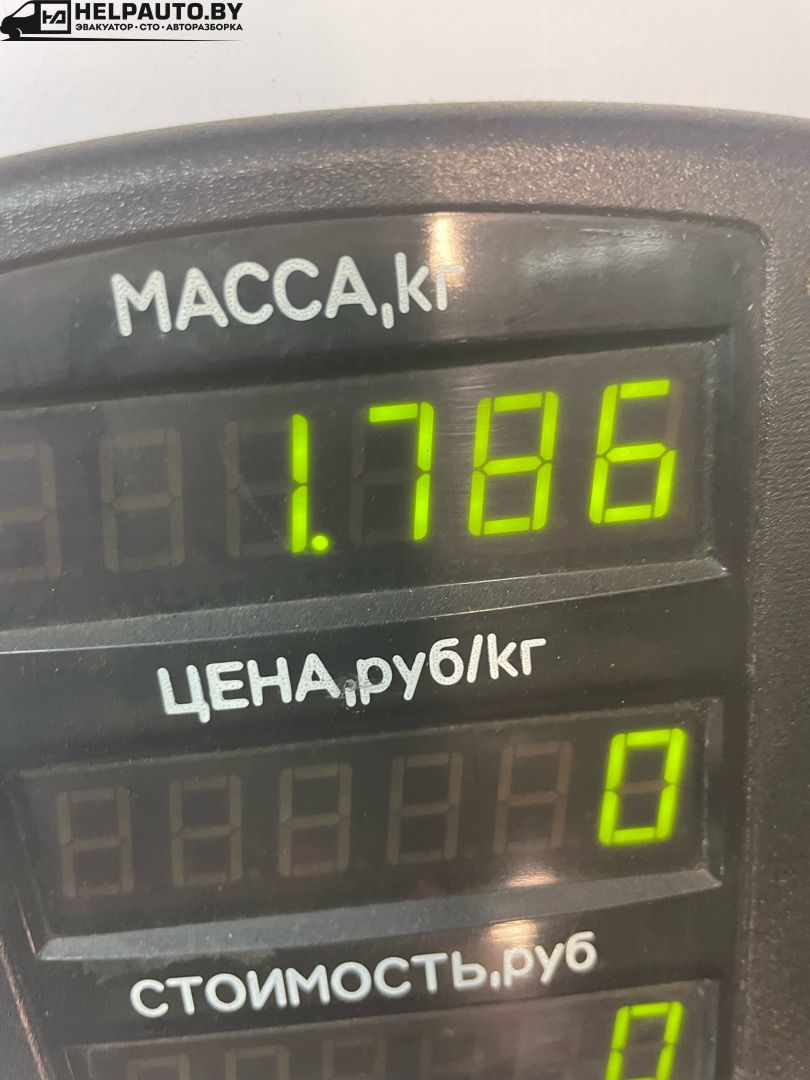 HELPAUTO.BY
ЭВАКУАТОР • СТО • АВТОРАЗБОРКА
МАССА,кг
1.786
ЦЕНА,руб/кг
0
СТОИМОСТЬ,руб
0